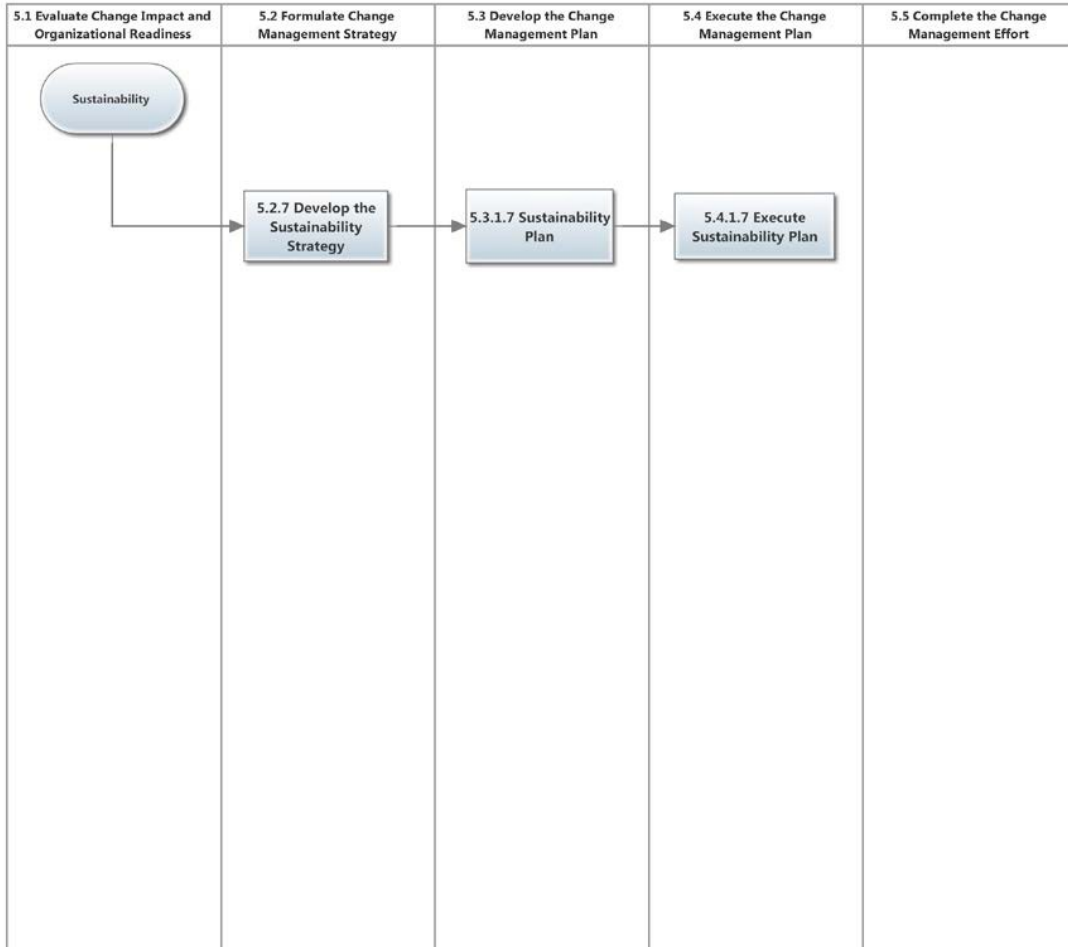 5.1 Evaluate Change Impact and
Organizational Readiness
5.2 Formulate Change
Management Strategy
5.3 Develop the Change
Management Plan
5.4 Execute the Change
Management Plan
5.5 Complete the Change
Management Effort
Sustainability
5.2.7 Develop the
Sustainability
Strategy
5.3.1.7 Sustainability
Plan
5.4.1.7 Execute
Sustainability Plan